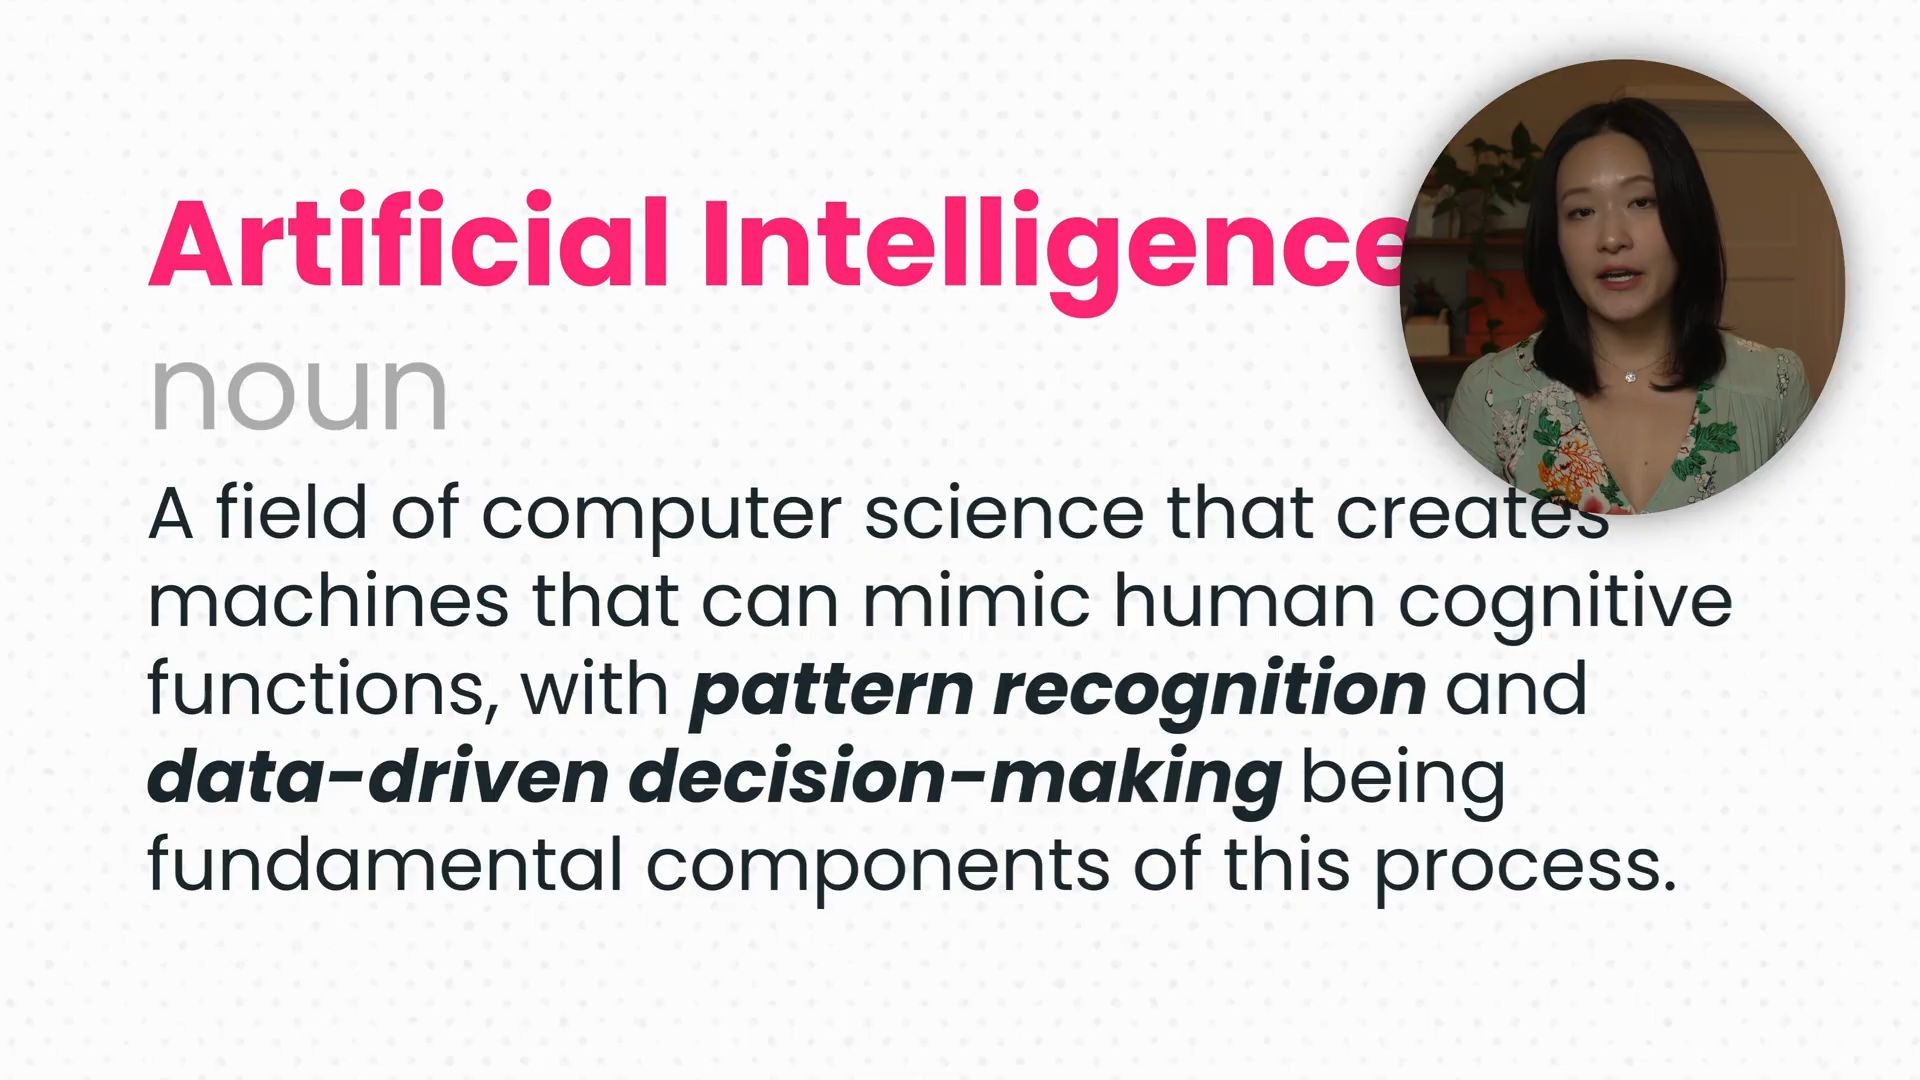 Artificial Intelligence
noun
A field of computer science that creates
machines that can mimic human cognitive
functions, with pattern recognition and
data-driven decision-making being
fundamental components of this process.